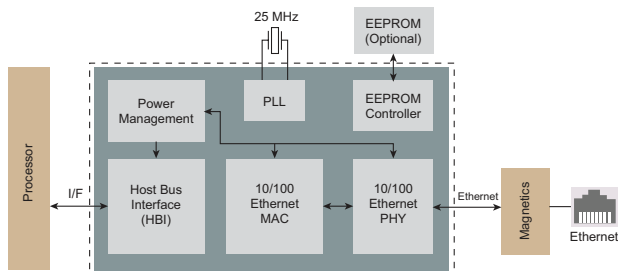 25 MHz
EEPROM
(Optional)
Power
Management
PLL
EEPROM
Controller
Processor
I/F
Host Bus
Interface
(HBI)
10/100
Ethernet
MAC
10/100
Ethernet
PHY
Ethernet
Magnetics
Ethernet